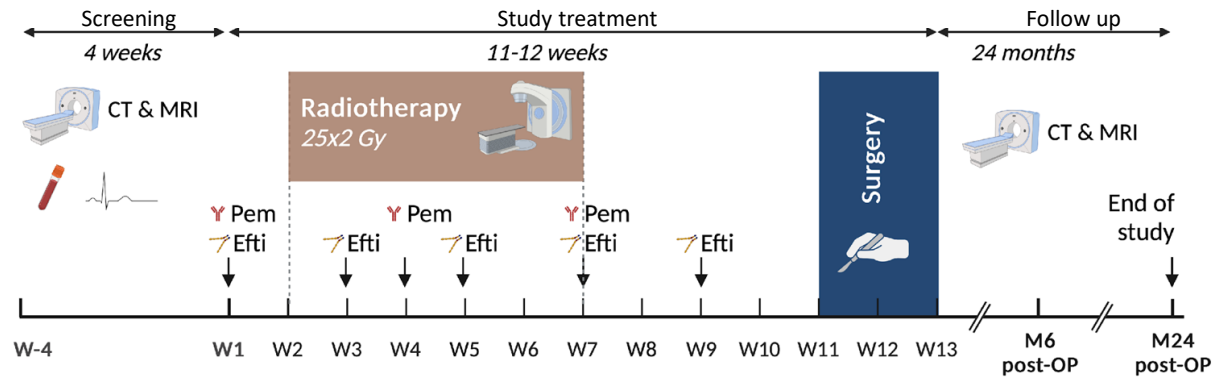 Screening
Study treatment
Follow up
4 weeks
11-12 weeks
24 months
CT & MRI
Radiotherapy
25x2 Gy
Surgery
CT & MRI
Pem
Efti
Efti
Pem
Efti
Pem
Efti
Efti
End of
study
W-4
W1
W2
W3
W4
W5
W6
W7
W8
W9
W10
W11
W12
W13
M6
post-OP
M24
post-OP